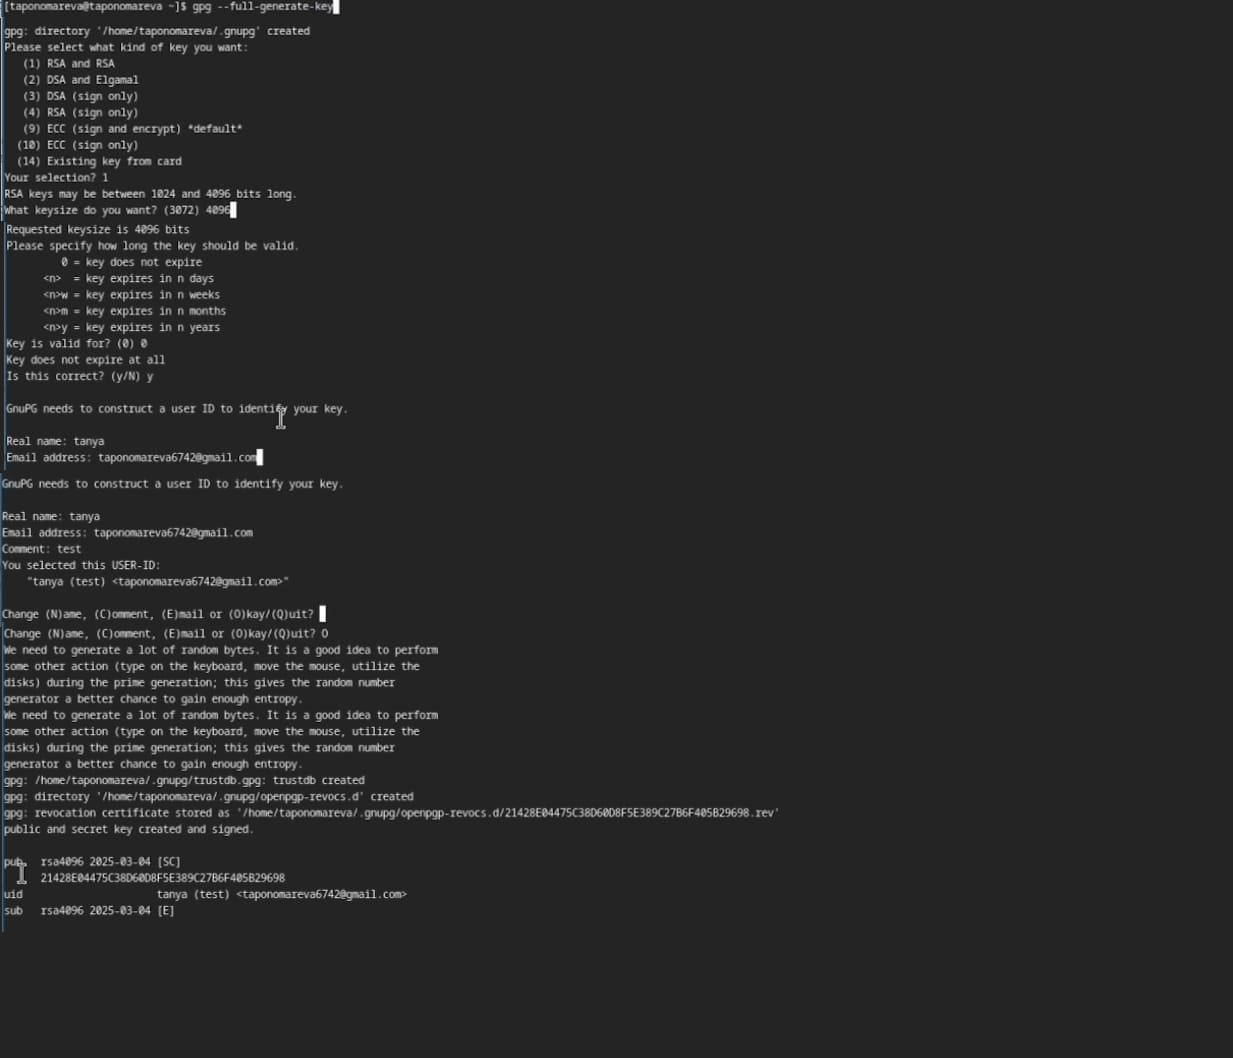 [taponomareva@taponomareva ~]$ gpg --full-generate-key
gpg: directory '/home/taponomareva/.gnupg' created
Please select what kind of key you want:
   (1) RSA and RSA
   (2) DSA and Elgamal
   (3) DSA (sign only)
   (4) RSA (sign only)
   (9) ECC (sign and encrypt) *default*
  (10) ECC (sign only)
  (14) Existing key from card
Your selection? 1
RSA keys may be between 1024 and 4096 bits long.
What keysize do you want? (3072) 4096
Requested keysize is 4096 bits
Please specify how long the key should be valid.
         0 = key does not expire
      <n>  = key expires in n days
      <n>w = key expires in n weeks
      <n>m = key expires in n months
      <n>y = key expires in n years
Key is valid for? (0) 0
Key does not expire at all
Is this correct? (y/N) y
GnuPG needs to construct a user ID to identify your key.
Real name: tanya
Email address: taponomareva6742@gmail.com
GnuPG needs to construct a user ID to identify your key.
Real name: tanya
Email address: taponomareva6742@gmail.com
Comment: test
You selected this USER-ID:
    "tanya (test) <taponomareva6742@gmail.com>"
Change (N)ame, (C)omment, (E)mail or (O)kay/(Q)uit?
Change (N)ame, (C)omment, (E)mail or (O)kay/(Q)uit? O
We need to generate a lot of random bytes. It is a good idea to perform
some other action (type on the keyboard, move the mouse, utilize the
disks) during the prime generation; this gives the random number
generator a better chance to gain enough entropy.
We need to generate a lot of random bytes. It is a good idea to perform
some other action (type on the keyboard, move the mouse, utilize the
disks) during the prime generation; this gives the random number
generator a better chance to gain enough entropy.
gpg: /home/taponomareva/.gnupg/trustdb.gpg: trustdb created
gpg: directory '/home/taponomareva/.gnupg/openpgp-revocs.d' created
gpg: revocation certificate stored as '/home/taponomareva/.gnupg/openpgp-revocs.d/21428E04475C38D60D8F5E389C27B6F405B29698.rev'
public and secret key created and signed.
pub   rsa4096 2025-03-04 [SC]
      21428E04475C38D60D8F5E389C27B6F405B29698
uid                      tanya (test) <taponomareva6742@gmail.com>
sub   rsa4096 2025-03-04 [E]